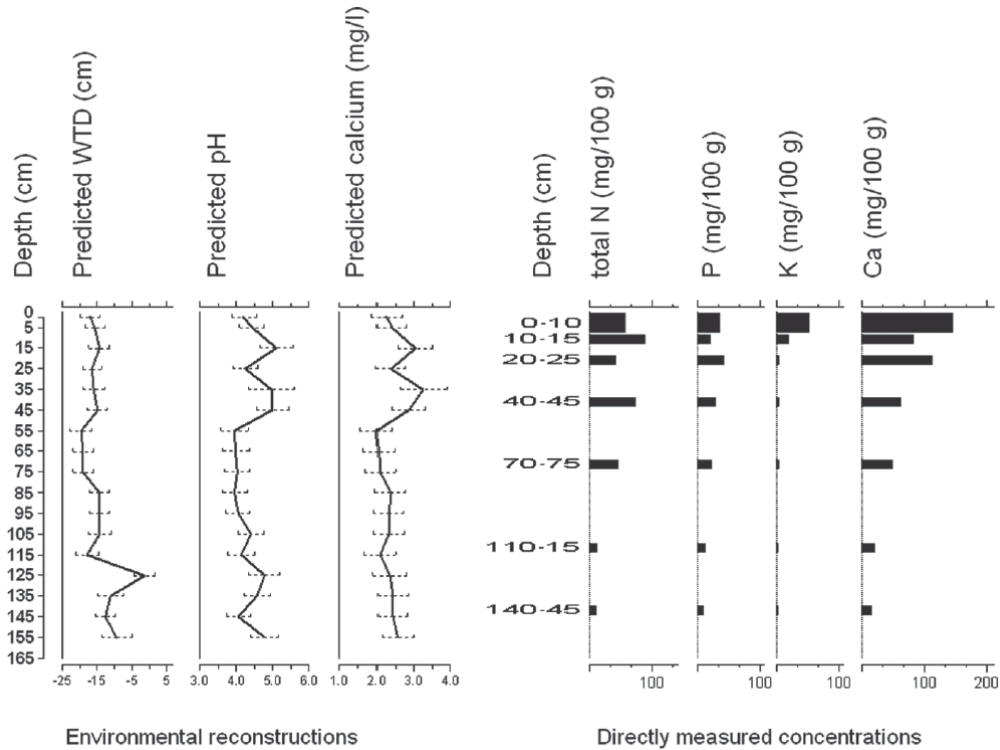 Depth (cm)
Predicted WTD (cm)
Predicted pH
Predicted calcium (mg/l)
0
5
15
25
35
45
55
65
75
85
95
105
115
125
135
145
155
165
-25 -15 -5 5
3.0 4.0 5.0 6.0
1.0 2.0 3.0 4.0
Environmental reconstructions
Depth (cm)
total N (mg/100 g)
P (mg/100 g)
K (mg/100 g)
Ca (mg/100 g)
0-10
10-15
20-25
40-45
70-75
110-15
140-45
100
100
100
0 100 200
Directly measured concentrations